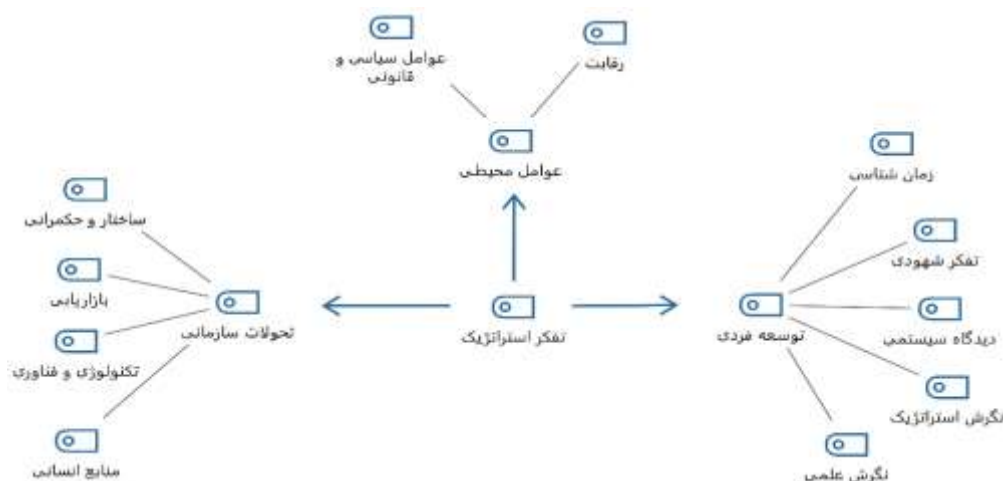 عوامل سیاسی و
قانونی
رقابت
عوامل محیطی
زمان شناسی
ساختار و حکمرانی
تفکر شهودی
بازاریابی
تحولات سازمانی
تفکر استراتژیک
توسعه فردی
دیدگاه سیستمی
تکنولوژی و فناوری
نگرش استراتژیک
منابع انسانی
نگرش علمی